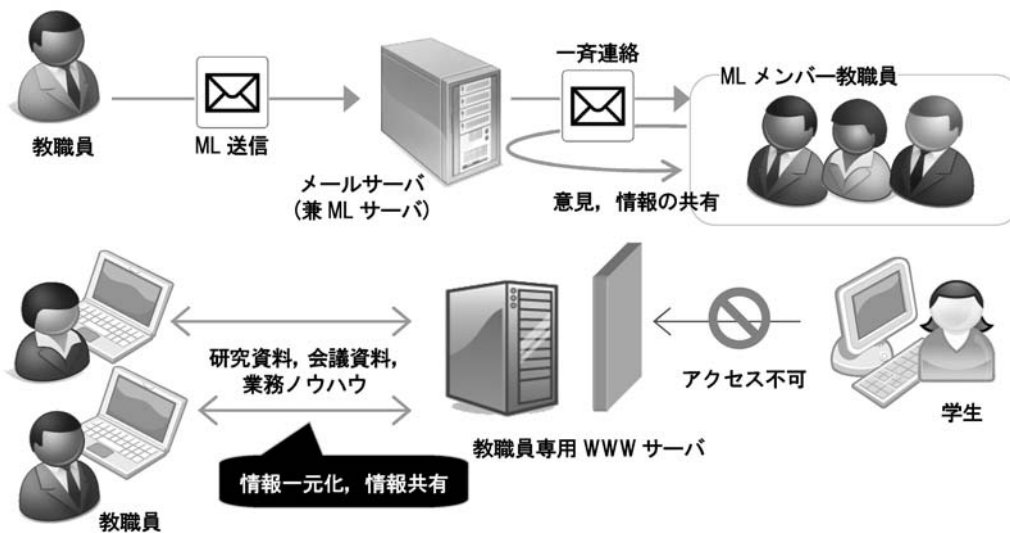 一斉連絡
ML メンバー教職員
教職員
ML 送信
メールサーバ
(兼 ML サーバ)
意見，情報の共有
研究資料，会議資料，
業務ノウハウ
アクセス不可
学生
教職員専用 WWW サーバ
情報一元化，情報共有
教職員